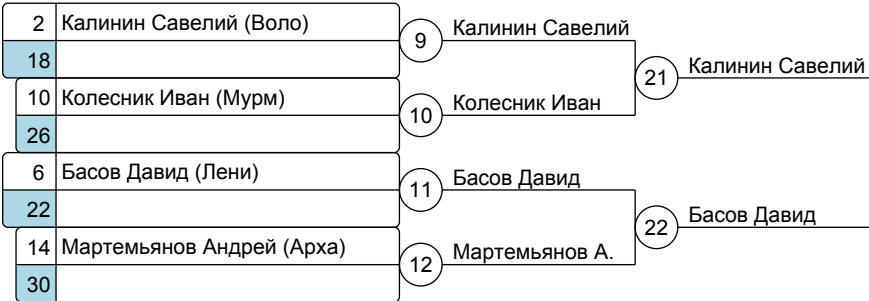 2 Калинин Савелий (Воло)
18
9 Калинин Савелий
10 Колесник Иван (Мурм)
26
10 Колесник Иван
21 Калинин Савелий
6 Басов Давид (Лени)
22
11 Басов Давид
14 Мартемьянов Андрей (Арха)
30
12 Мартемьянов А.
22 Басов Давид